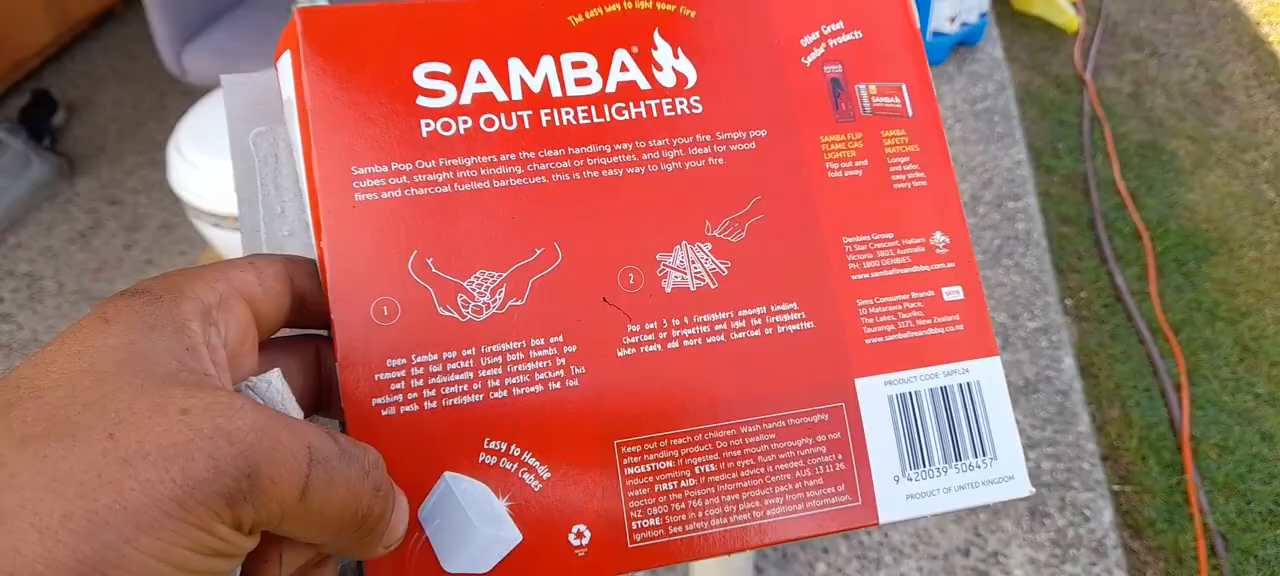 The easy way to light your fire
SAMBA®
POP OUT FIRELIGHTERS
Samba Pop Out Firelighters are the clean handling way to start your fire. Simply pop
cubes out, straight into kindling, charcoal or briquettes, and light. Ideal for wood
fires and charcoal fuelled barbecues, this is the easy way to light your fire.
1
Open Samba pop out firelighters box and
remove the foil packet. Using both thumbs, pop
out the individually sealed firelighters by
pushing on the centre of the plastic backing. This
will push the firelighter cube through the foil.
2
Pop out 3 to 4 firelighters amongst kindling,
charcoal or briquettes and light the firelighters.
When ready, add more wood, charcoal or briquettes.
Easy to Handle
Pop Out Cubes
Keep out of reach of children. Wash hands thoroughly
after handling product. Do not swallow
INGESTION: If ingested, rinse mouth thoroughly, do not
induce vomiting. EYES: If in eyes, flush with running
water. FIRST AID: If medical advice is needed, contact a
doctor or the Poisons Information Centre: AUS: 13 11 26
NZ: 0800 764 766 and have product pack at hand.
STORE: Store in a cool dry place, away from sources of
ignition. See safety data sheet for additional information.
Other Great
Samba® Products
SAMBA
SAMBA FLIP
FLAME GAS
LIGHTER
Flip out and
fold away
SAMBA
SAFETY
MATCHES
Longer
and safer,
easy strike,
every time
Denbies Group
71 Star Crescent, Hallam
Victoria 3803, Australia
PH: 1800 DENBIES
www.sambafireandbbq.com.au
Sims Consumer Brands
10 Matarawa Place,
The Lakes, Tauriko,
Tauranga, 3171, New Zealand
www.sambafireandbbq.co.nz
PRODUCT CODE: SAPFL24
9 420039 506457
PRODUCT OF UNITED KINGDOM